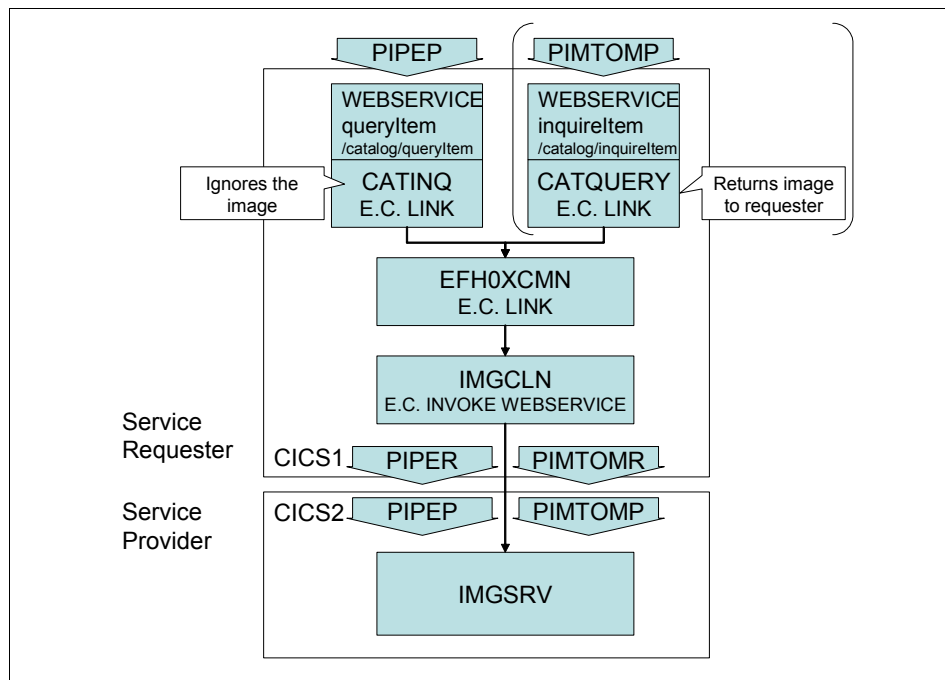 PIPEP
PIMTOMP
WEBSERVICE
queryItem
/catalog/queryItem
WEBSERVICE
inquireItem
/catalog/inquireItem
Ignores the
image
CATINQ
E.C. LINK
CATQUERY
E.C. LINK
Returns image
to requester
EFH0XCMN
E.C. LINK
IMGCLN
E.C. INVOKE WEBSERVICE
Service
Requester
CICS1
PIPER
PIMTOMR
Service
Provider
CICS2
PIPEP
PIMTOMP
IMGSRV